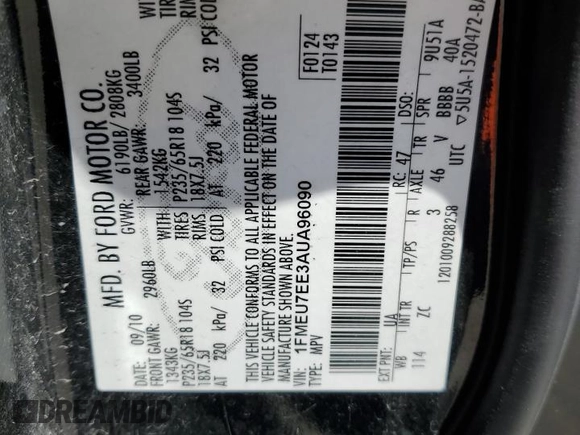 MFD. BY FORD MOTOR CO.
DATE: 09/10 GVWR: 6190LB/ 2808KG
FRONT GAWR: 2960LB REAR GAWR: 3400LB
1343KG WITH 1542KG WITH
P235/65R18 104S TIRES P235/65R18 104S TIRES
18X7.5J RIMS 18X7.5J RIMS
AT 220 kPa/ 32 PSI COLD AT 220 kPa/ 32 PSI COLD
THIS VEHICLE CONFORMS TO ALL APPLICABLE FEDERAL MOTOR
VEHICLE SAFETY STANDARDS IN EFFECT ON THE DATE OF
MANUFACTURE SHOWN ABOVE.
VIN: 1FMEU7EE3AUA96090
TYPE: MPV
F0124
T0143
EXT PNT: UA RC: 47 DSO:
WB INT TR TP/PS R AXLE TR SPR 9U51A
114 ZC 3 46 V BBBB 40A
1201009288258 UTC ▽5U5A-1520472-BA
DREAMBID